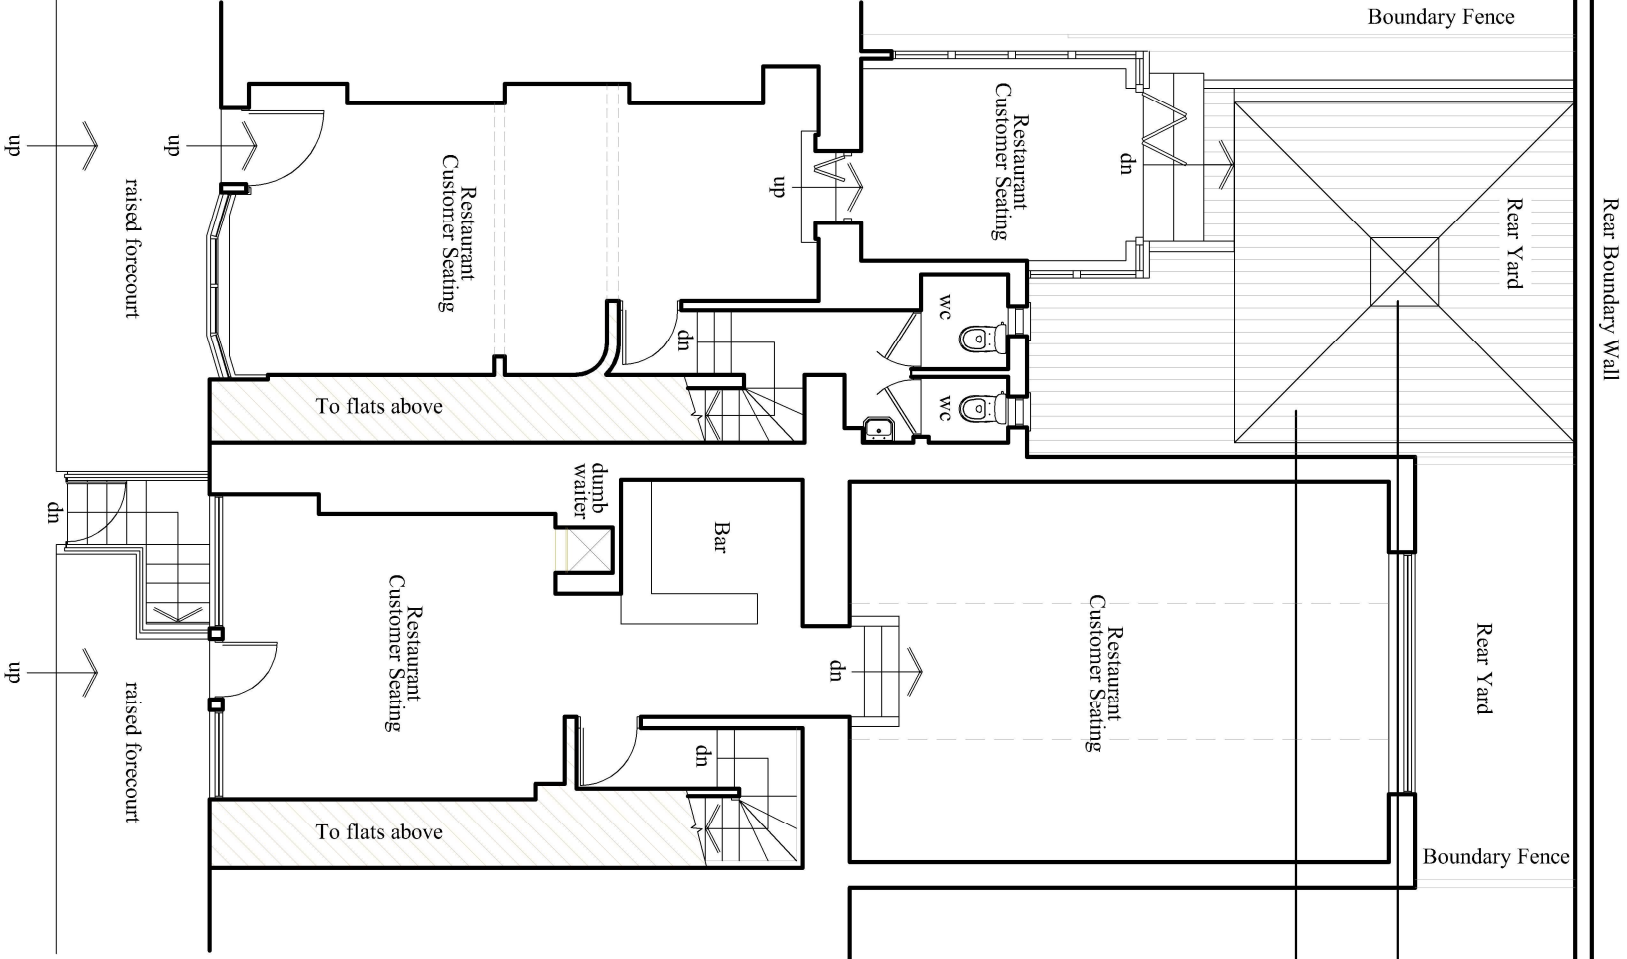 Boundary Fence
up
up
raised forecourt
Restaurant
Customer Seating
up
Restaurant
Customer Seating
dn
Rear Yard
Rear Boundary Wall
wc
wc
dn
To flats above
dumb
waiter
Bar
dn
Restaurant
Customer Seating
dn
Restaurant
Customer Seating
Rear Yard
up
raised forecourt
dn
To flats above
Boundary Fence